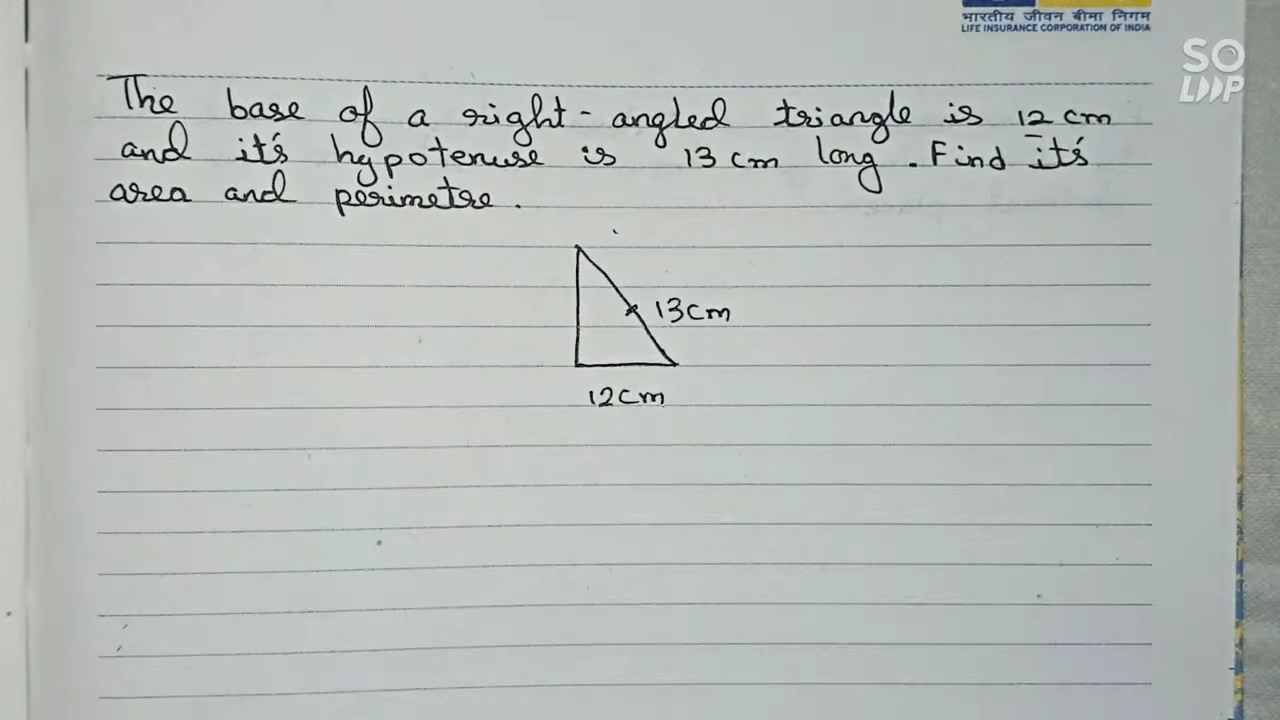 भारतीय जीवन बीमा निगम
LIFE INSURANCE CORPORATION OF INDIA
SO
LOOP
The base of a right-angled triangle is 12 cm
and it's hypotenuse is 13 cm long. Find it's
area and perimetre.
13cm
12cm